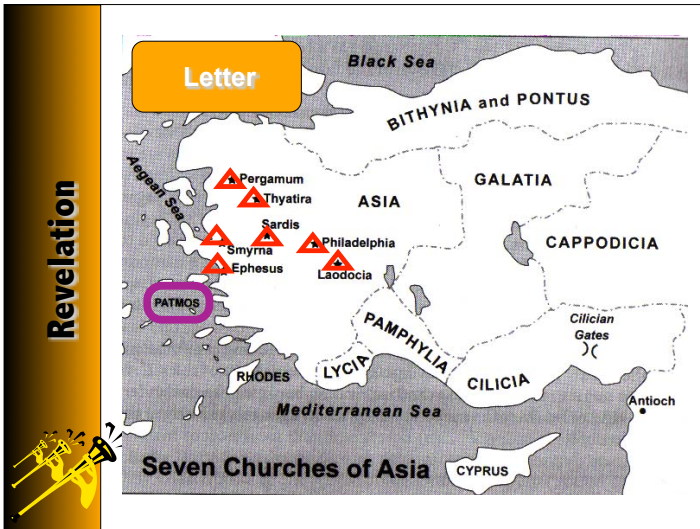 Revelation
Letter
Black Sea
BITHYNIA and PONTUS
Aegean Sea
Pergamum
Thyatira
ASIA
GALATIA
Sardis
Smyrna
Philadelphia
CAPPODICIA
Ephesus
Laodocia
PATMOS
Cilician
Gates
PAMPHYLIA
LYCIA
RHODES
CILICIA
Antioch
Mediterranean Sea
Seven Churches of Asia
CYPRUS